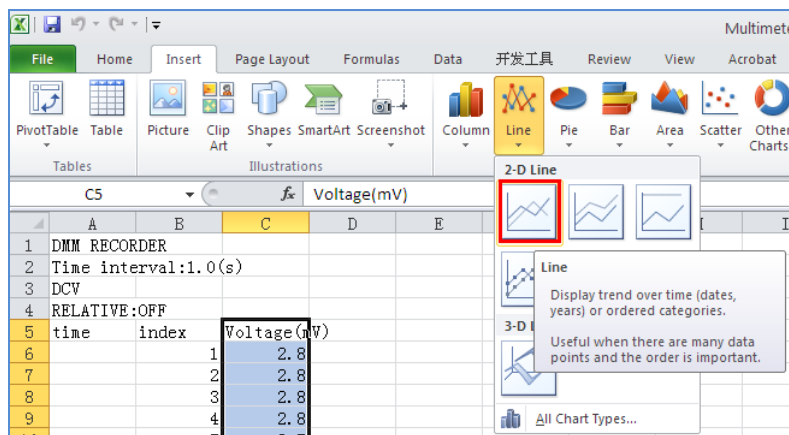 Multimete
File Home Insert Page Layout Formulas Data 开发工具 Review View Acrobat
PivotTable Table Picture Clip Art Shapes SmartArt Screenshot Column Line Pie Bar Area Scatter Other Charts
Tables Illustrations
2-D Line
C5 fx Voltage(mV)
A B C D E I
1 DMM RECORDER
2 Time interval:1.0(s)
3 DCV
4 RELATIVE:OFF
5 time index Voltage(mV)
6 1 2.8
7 2 2.8
8 3 2.8
9 4 2.8
Line
Display trend over time (dates,
years) or ordered categories.
Useful when there are many data
points and the order is important.
3-D
All Chart Types...